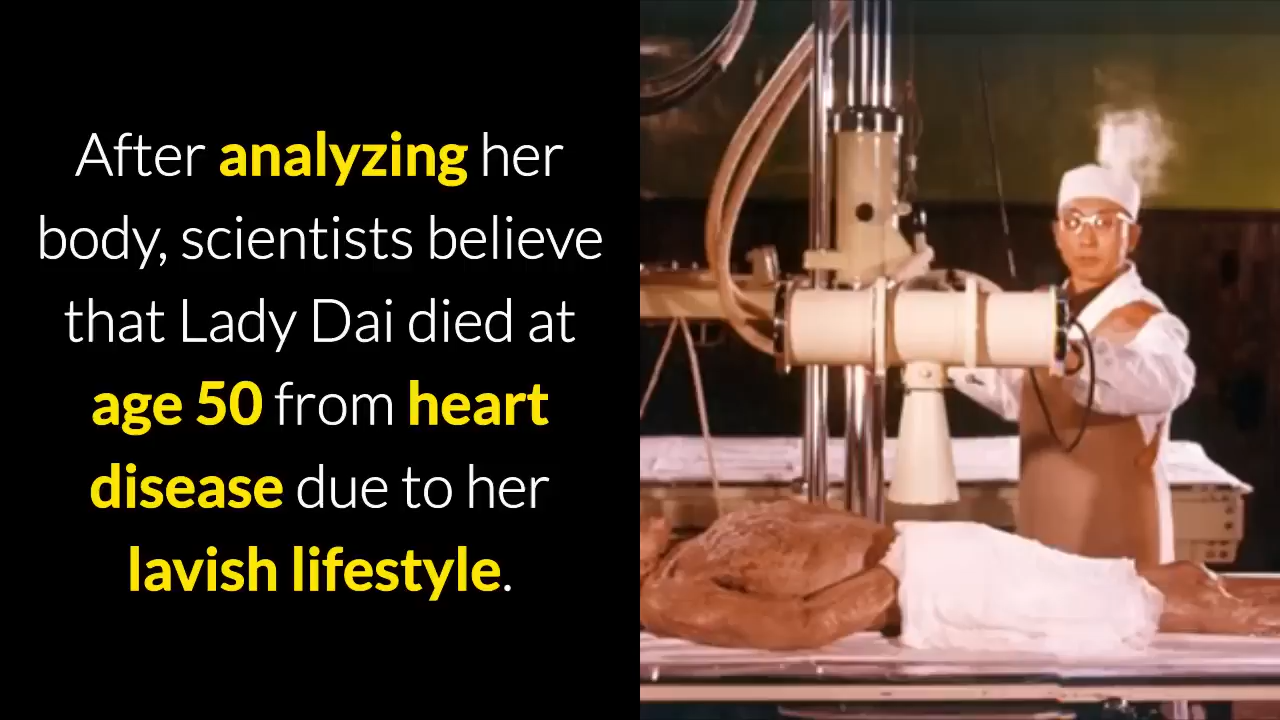 After analyzing her
body, scientists believe
that Lady Dai died at
age 50 from heart
disease due to her
lavish lifestyle.